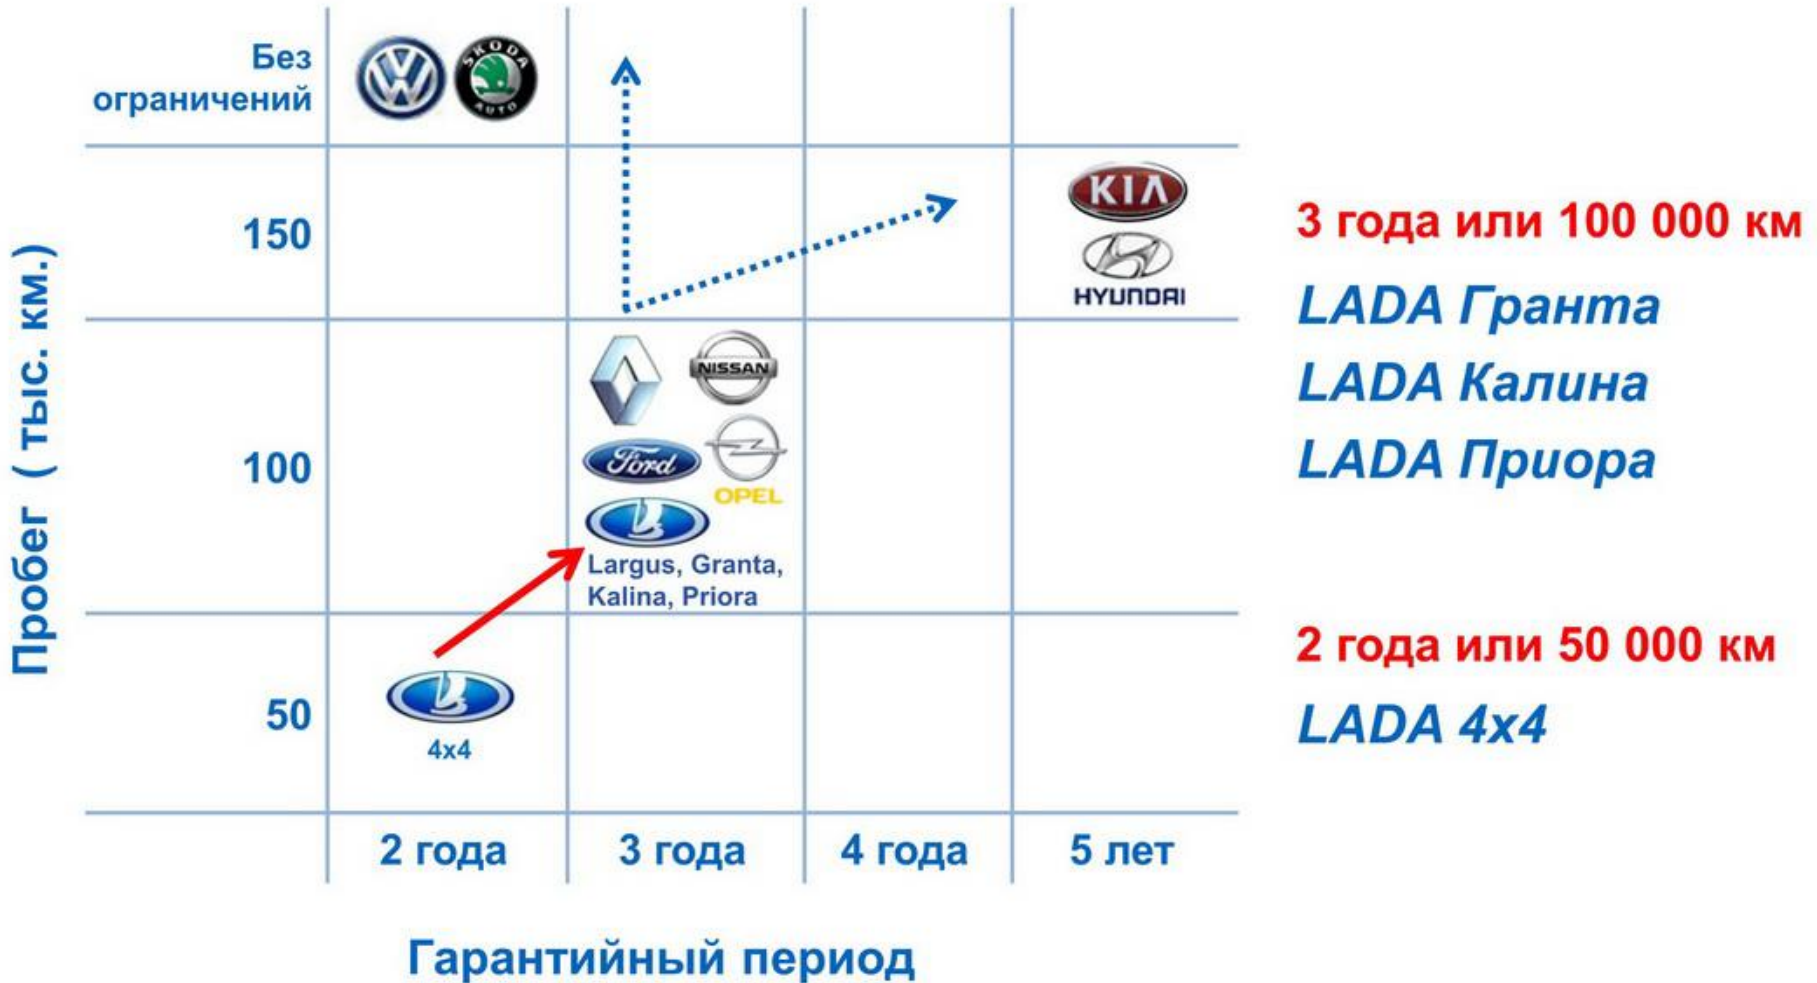 Без
ограничений
SKODA
AUTO
150
KIA
HYUNDAI
100
NISSAN
Ford
OPEL
Largus, Granta,
Kalina, Priora
50
4x4
Пробег ( тыс. км.)
2 года
3 года
4 года
5 лет
Гарантийный период
3 года или 100 000 км
LADA Гранта
LADA Калина
LADA Приора
2 года или 50 000 км
LADA 4x4